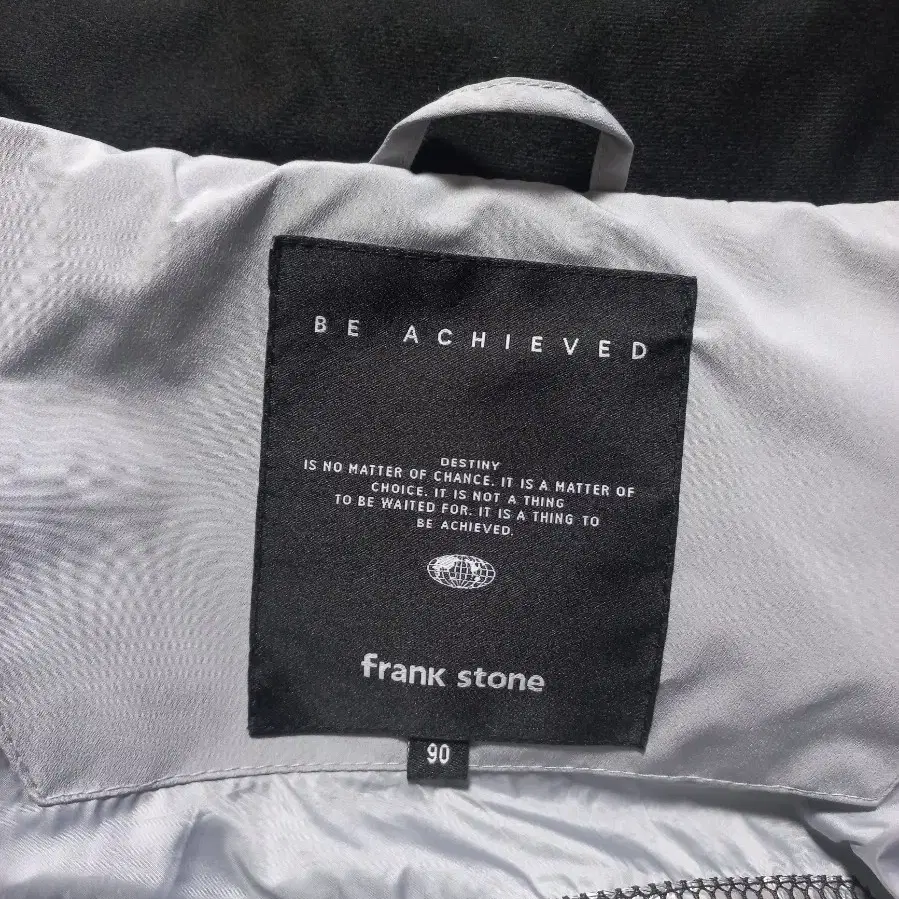 BE ACHIEVED
DESTINY
IS NO MATTER OF CHANCE. IT IS A MATTER OF
CHOICE. IT IS NOT A THING
TO BE WAITED FOR. IT IS A THING TO
BE ACHIEVED.
frank stone
90